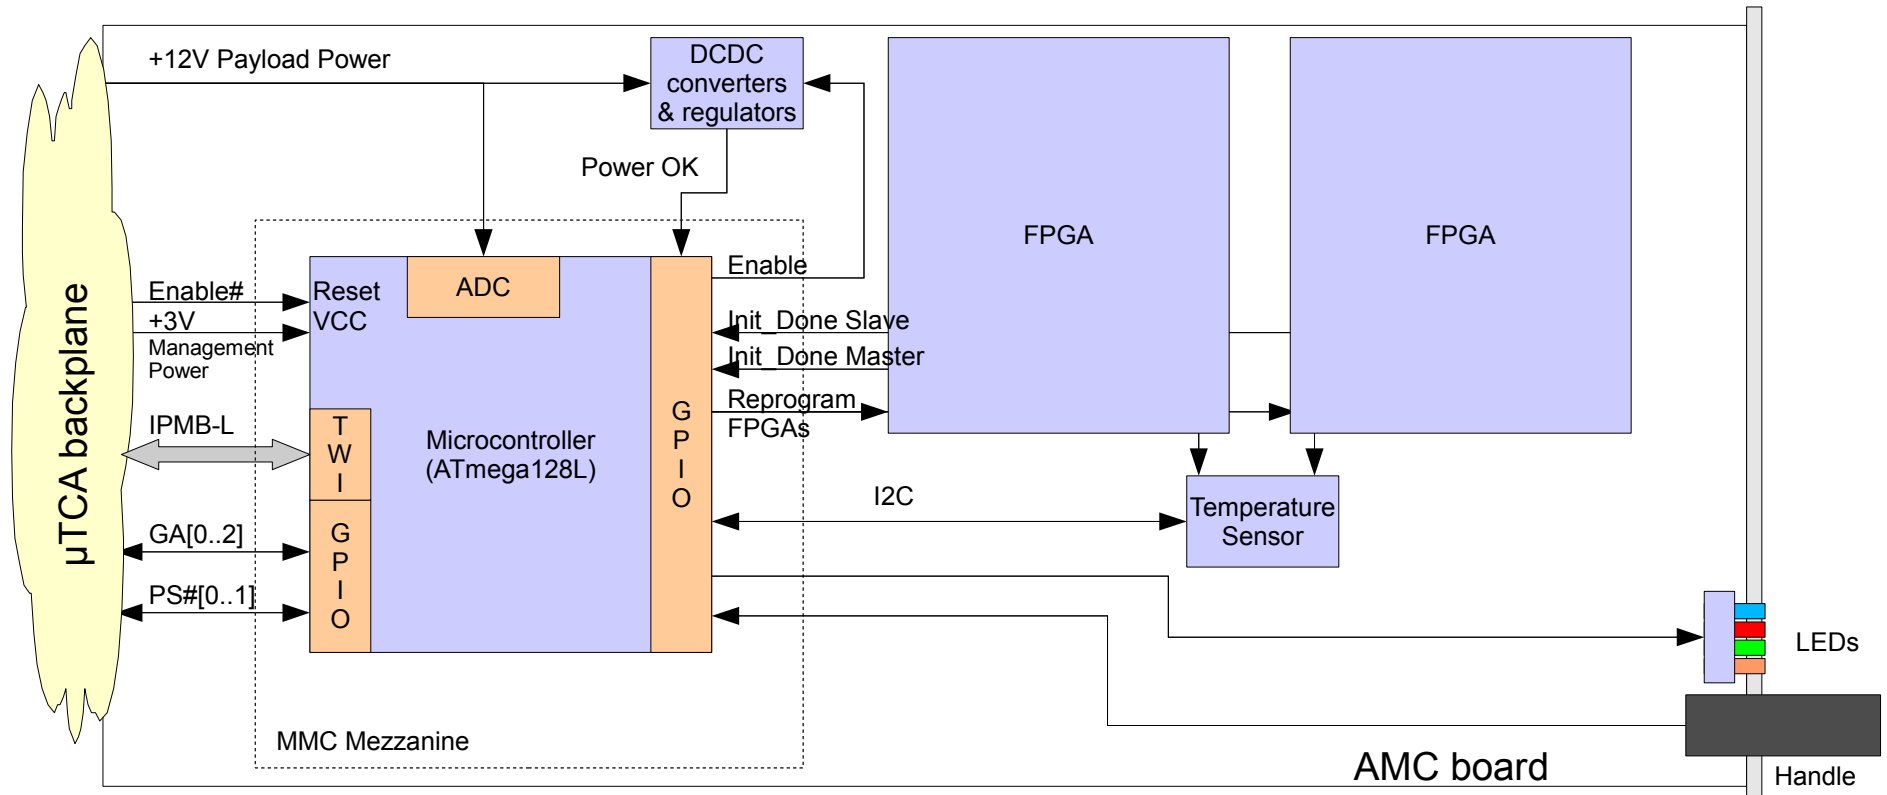 +12V Payload Power
DCDC
converters
& regulators
Power OK
FPGA
FPGA
Enable
ADC
Enable#
Reset
+3V
VCC
Management
Power
Init_Done Slave
Init_Done Master
Reprogram
FPGAs
µTCA backplane
IPMB-L
T
W
I
Microcontroller
(ATmega128L)
G
P
I
O
I2C
Temperature
Sensor
GA[0..2]
PS#[0..1]
G
P
I
O
LEDs
MMC Mezzanine
AMC board
Handle